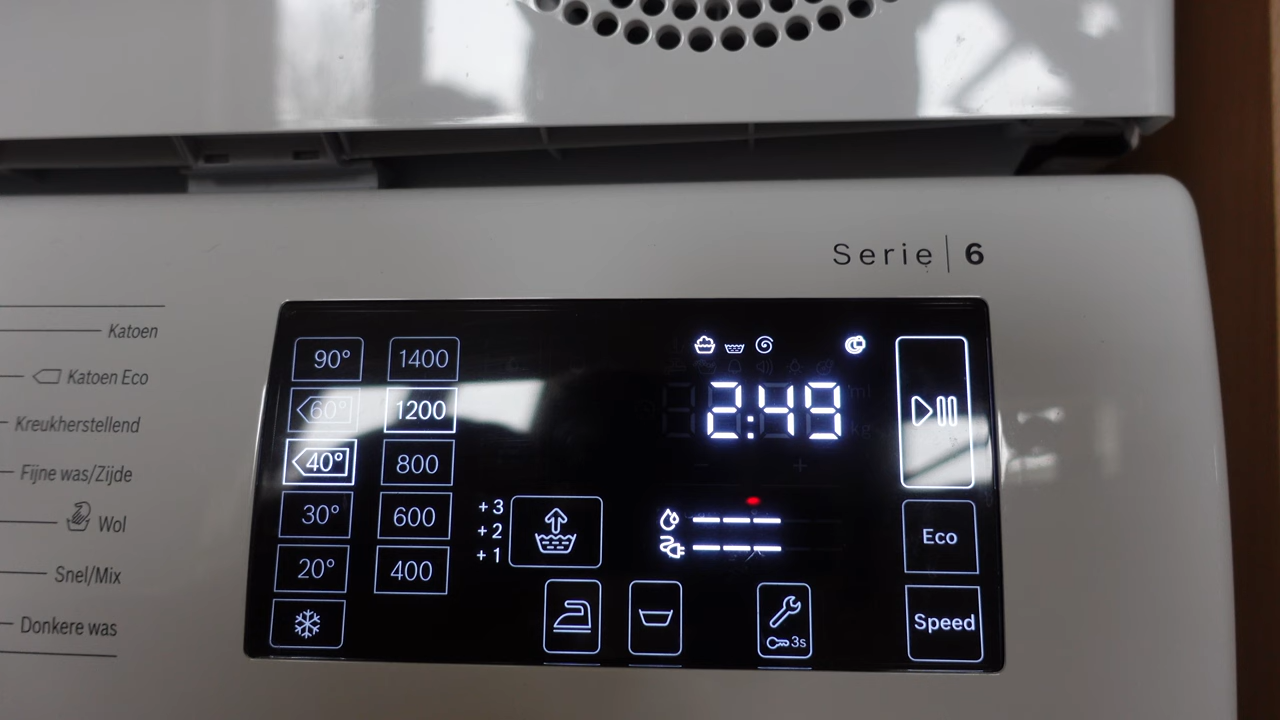 Serie | 6
Katoen
Katoen Eco
Kreukherstellend
Fijne was/Zijde
Wol
Snel/Mix
Donkere was
90° 1400
60° 1200
40° 800
30° 600
20° 400
+3
+2
+1
2:49
3s
Eco
Speed